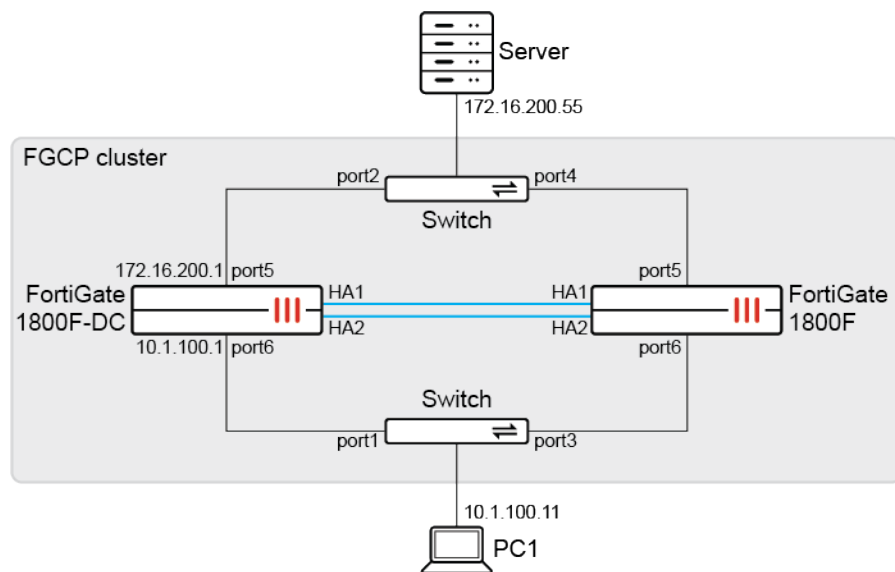 Server
172.16.200.55
FGCP cluster
port2
port4
Switch
172.16.200.1 port5
port5
FortiGate
1800F-DC
HA1
HA1
FortiGate
1800F
HA2
HA2
10.1.100.1 port6
port6
Switch
port1
port3
10.1.100.11
PC1